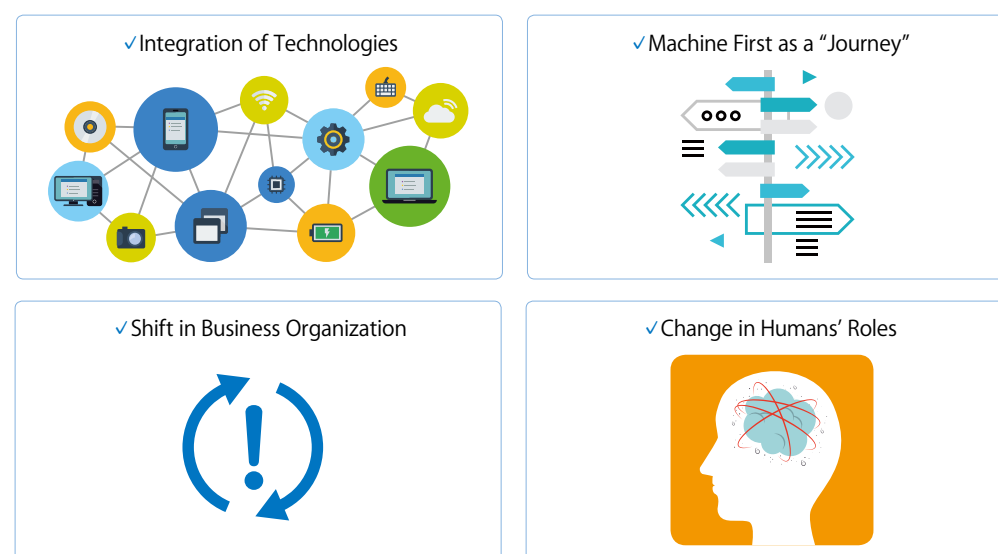 ✓Integration of Technologies
✓Machine First as a “Journey”
✓Shift in Business Organization
✓Change in Humans’ Roles